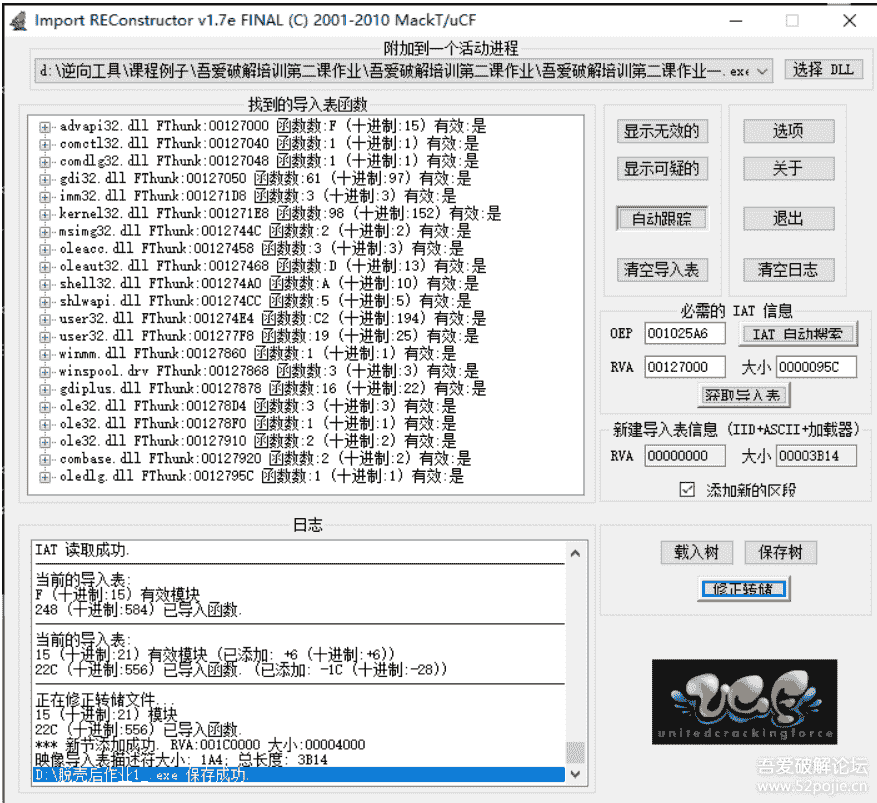 Import REConstructor v1.7e FINAL (C) 2001-2010 MackT/uCF
附加到一个活动进程
d:\逆向工具\课程例子\吾爱破解培训第二课作业\吾爱破解培训第二课作业\吾爱破解培训第二课作业一.exe
选择 DLL
找到的导入表函数
advapi32.dll FThunk:00127000 函数数:F (十进制:15) 有效:是
comctl32.dll FThunk:00127040 函数数:1 (十进制:1) 有效:是
comdlg32.dll FThunk:00127048 函数数:1 (十进制:1) 有效:是
gdi32.dll FThunk:00127050 函数数:61 (十进制:97) 有效:是
imm32.dll FThunk:001271D8 函数数:3 (十进制:3) 有效:是
kernel32.dll FThunk:001271E8 函数数:98 (十进制:152) 有效:是
msimg32.dll FThunk:0012744C 函数数:2 (十进制:2) 有效:是
oleacc.dll FThunk:00127458 函数数:3 (十进制:3) 有效:是
oleaut32.dll FThunk:00127468 函数数:D (十进制:13) 有效:是
shell32.dll FThunk:001274A0 函数数:A (十进制:10) 有效:是
shlwapi.dll FThunk:001274CC 函数数:5 (十进制:5) 有效:是
user32.dll FThunk:001274E4 函数数:C2 (十进制:194) 有效:是
user32.dll FThunk:001277F8 函数数:19 (十进制:25) 有效:是
winmm.dll FThunk:00127860 函数数:1 (十进制:1) 有效:是
winspool.drv FThunk:00127868 函数数:3 (十进制:3) 有效:是
gdiplus.dll FThunk:00127878 函数数:16 (十进制:22) 有效:是
ole32.dll FThunk:001278D4 函数数:3 (十进制:3) 有效:是
ole32.dll FThunk:001278F0 函数数:1 (十进制:1) 有效:是
ole32.dll FThunk:00127910 函数数:2 (十进制:2) 有效:是
combase.dll FThunk:00127920 函数数:2 (十进制:2) 有效:是
oledlg.dll FThunk:0012795C 函数数:1 (十进制:1) 有效:是
显示无效的
选项
显示可疑的
关于
自动跟踪
退出
清空导入表
清空日志
必需的 IAT 信息
OEP 001025A6 IAT 自动搜索
RVA 00127000 大小 0000095C
获取导入表
新建导入表信息 (IID+ASCII+加载器)
RVA 00000000 大小 00003B14
添加新的区段
日志
IAT 读取成功.
当前的导入表:
F (十进制:15) 有效模块
248 (十进制:584) 已导入函数.
当前的导入表:
15 (十进制:21) 有效模块 (已添加: +6 (十进制:+6))
22C (十进制:556) 已导入函数. (已添加: -1C (十进制:-28))
正在修正转储文件...
15 (十进制:21) 模块
22C (十进制:556) 已导入函数.
*** 新节添加成功. RVA:001C0000 大小:00004000
映像导入表描述符大小: 1A4; 总长度: 3B14
D:\脱壳后作业1_.exe 保存成功.
载入树
保存树
修正转储
UCF
unitedcrackingforce
吾爱破解论坛
www.52pojie.cn